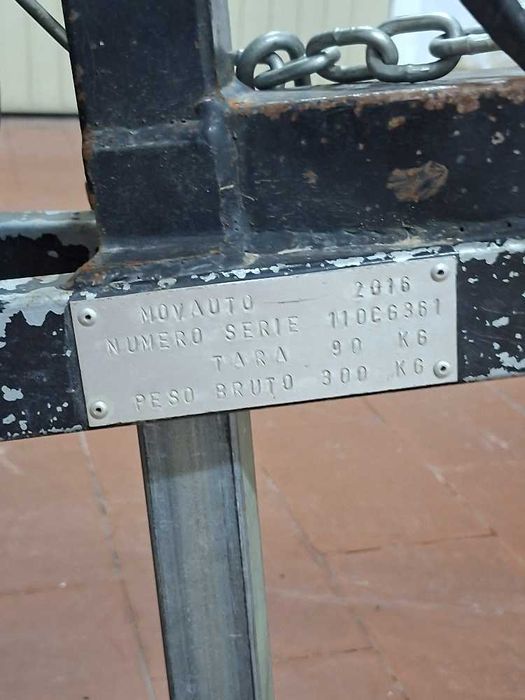 MOVAUTO 2016
NUMERO SERIE 110CG361
TARA 90 KG
PESO BRUTO 300 KG